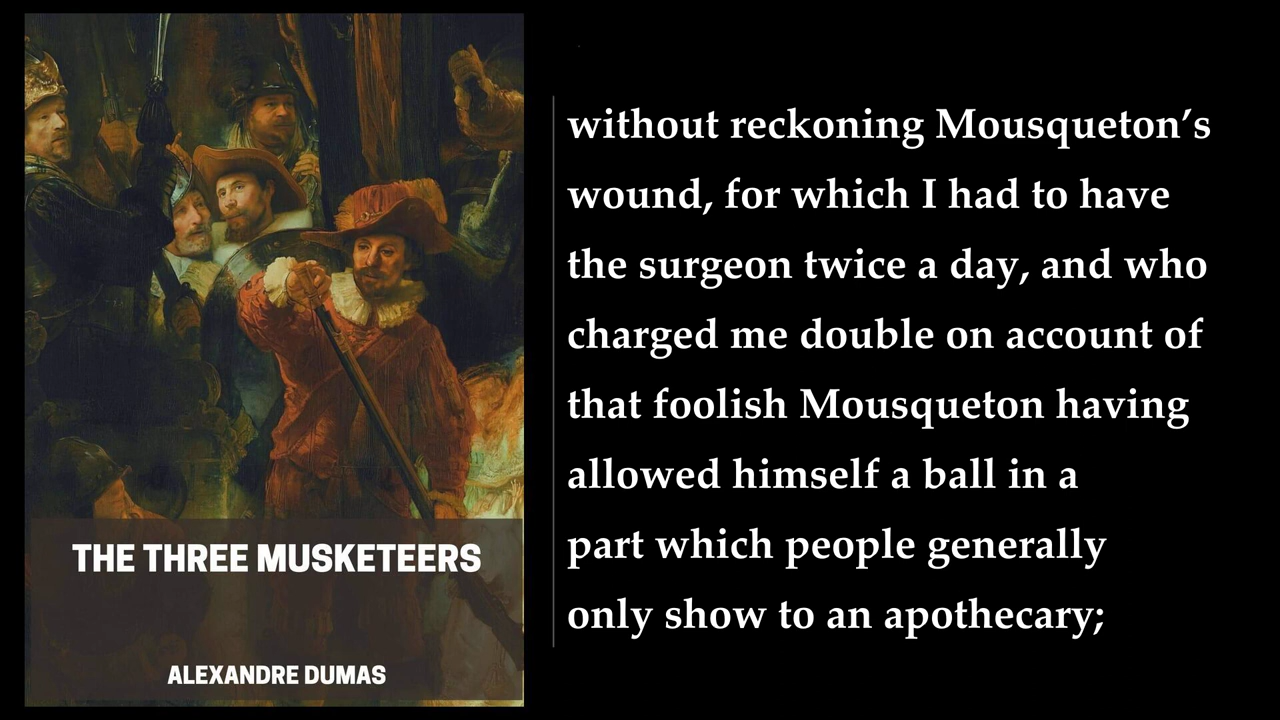 THE THREE MUSKETEERS
ALEXANDRE DUMAS
without reckoning Mousqueton’s
wound, for which I had to have
the surgeon twice a day, and who
charged me double on account of
that foolish Mousqueton having
allowed himself a ball in a
part which people generally
only show to an apothecary;